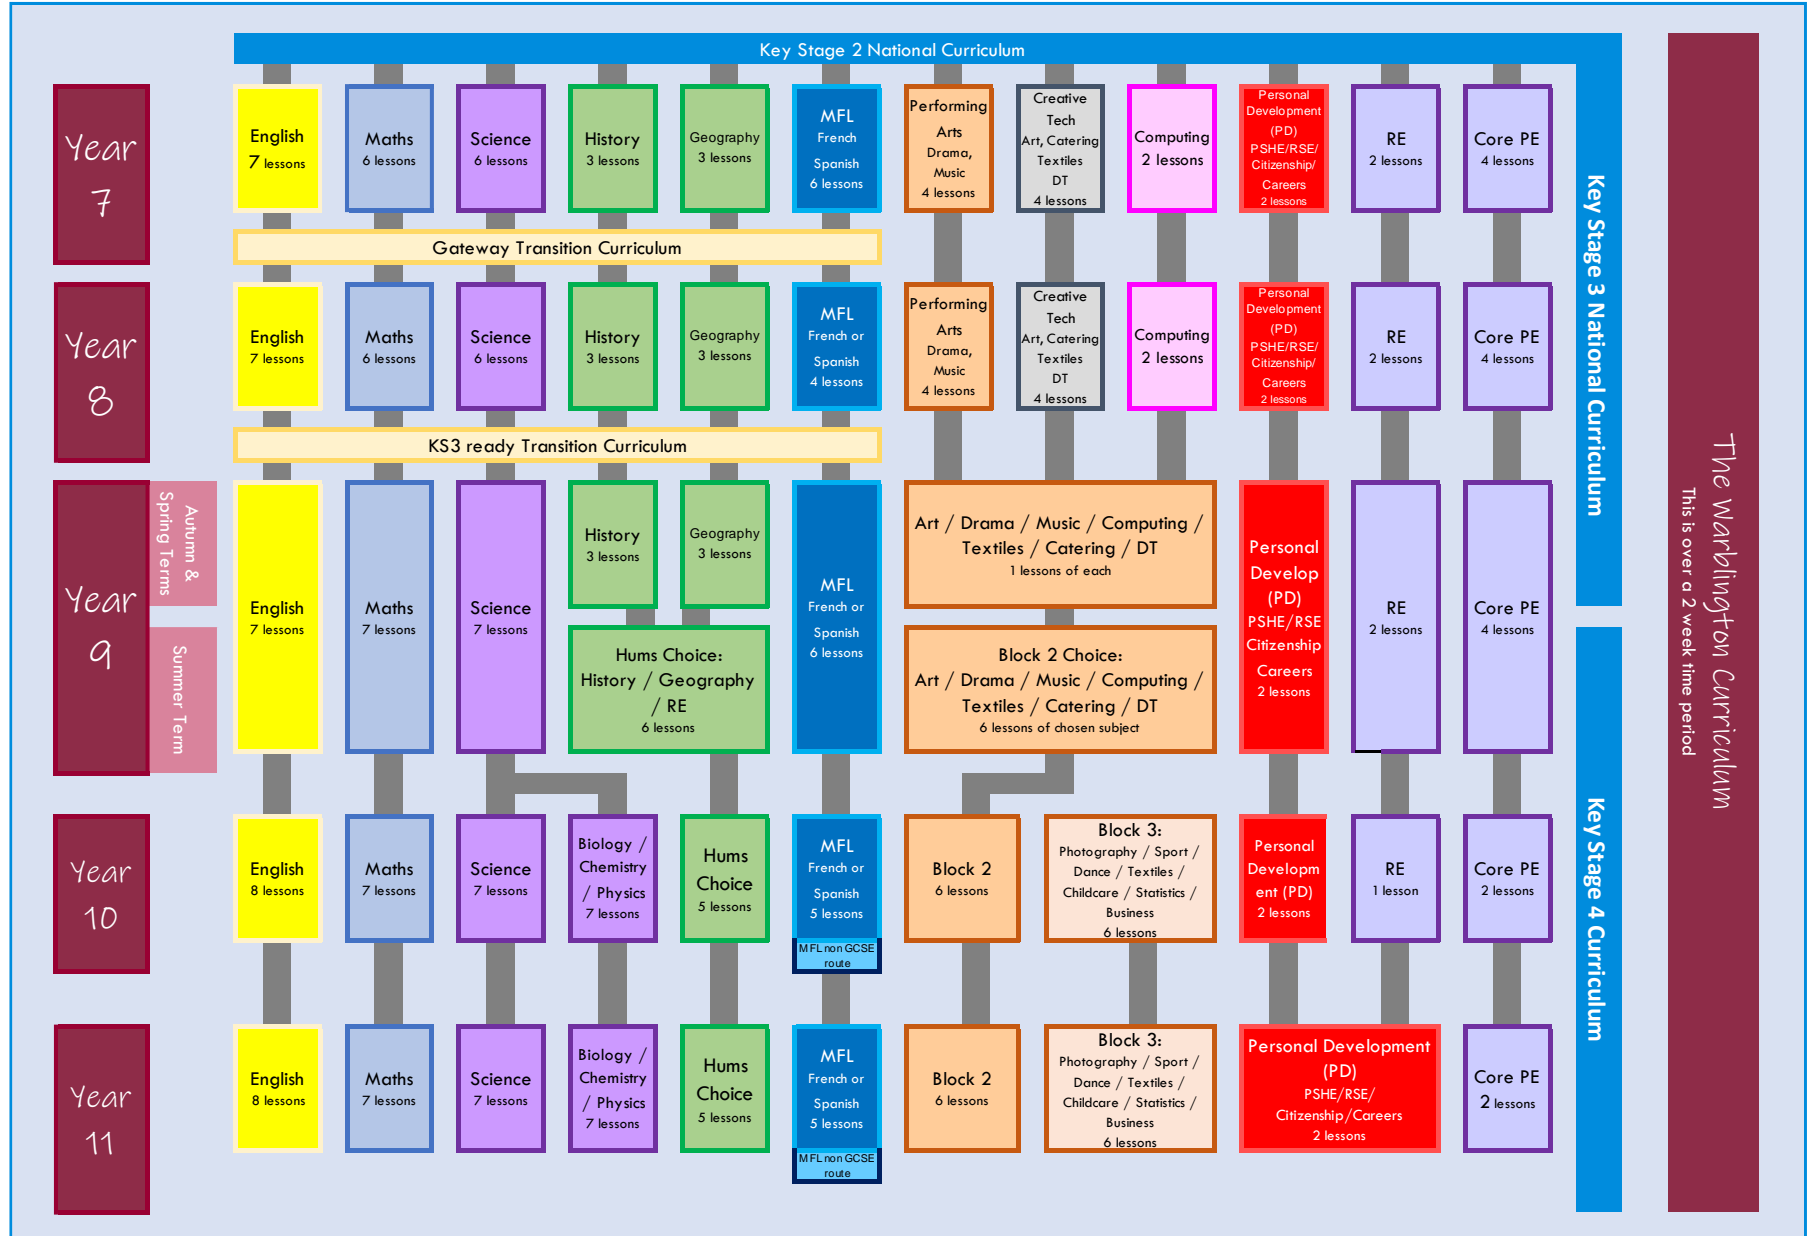 Key Stage 2 National Curriculum
Year
7
English
7 lessons
Maths
6 lessons
Science
6 lessons
History
3 lessons
Geography
3 lessons
MFL
French
Spanish
6 lessons
Performing
Arts
Drama,
Music
4 lessons
Creative
Tech
Art, Catering
Textiles
DT
4 lessons
Computing
2 lessons
Personal
Development
(PD)
PSHE/RSE/
Citizenship/
Careers
2 lessons
RE
2 lessons
Core PE
4 lessons
Gateway Transition Curriculum
Year
8
English
7 lessons
Maths
6 lessons
Science
6 lessons
History
3 lessons
Geography
3 lessons
MFL
French or
Spanish
4 lessons
Performing
Arts
Drama,
Music
4 lessons
Creative
Tech
Art, Catering
Textiles
DT
4 lessons
Computing
2 lessons
Personal
Development
(PD)
PSHE/RSE/
Citizenship/
Careers
2 lessons
RE
2 lessons
Core PE
4 lessons
KS3 ready Transition Curriculum
Year
9
Autumn &
Spring Terms
Summer Term
English
7 lessons
Maths
7 lessons
Science
7 lessons
History
3 lessons
Geography
3 lessons
Hums Choice:
History / Geography
/ RE
6 lessons
MFL
French or
Spanish
6 lessons
Art / Drama / Music / Computing /
Textiles / Catering / DT
1 lessons of each
Block 2 Choice:
Art / Drama / Music / Computing /
Textiles / Catering / DT
6 lessons of chosen subject
Personal
Develop
(PD)
PSHE/RSE
Citizenship
Careers
2 lessons
RE
2 lessons
Core PE
4 lessons
Year
10
English
8 lessons
Maths
7 lessons
Science
7 lessons
Biology /
Chemistry
/ Physics
7 lessons
Hums
Choice
5 lessons
MFL
French or
Spanish
5 lessons
MFL non GCSE
route
Block 2
6 lessons
Block 3:
Photography / Sport /
Dance / Textiles /
Childcare / Statistics /
Business
6 lessons
Personal
Developm
ent (PD)
2 lessons
RE
1 lesson
Core PE
2 lessons
Year
11
English
8 lessons
Maths
7 lessons
Science
7 lessons
Biology /
Chemistry
/ Physics
7 lessons
Hums
Choice
5 lessons
MFL
French or
Spanish
5 lessons
MFL non GCSE
route
Block 2
6 lessons
Block 3:
Photography / Sport /
Dance / Textiles /
Childcare / Statistics /
Business
6 lessons
Personal Development
(PD)
PSHE/RSE/
Citizenship/Careers
2 lessons
Core PE
2 lessons
Key Stage 3 National Curriculum
Key Stage 4 Curriculum
The Warblington Curriculum
This is over a 2 week time period